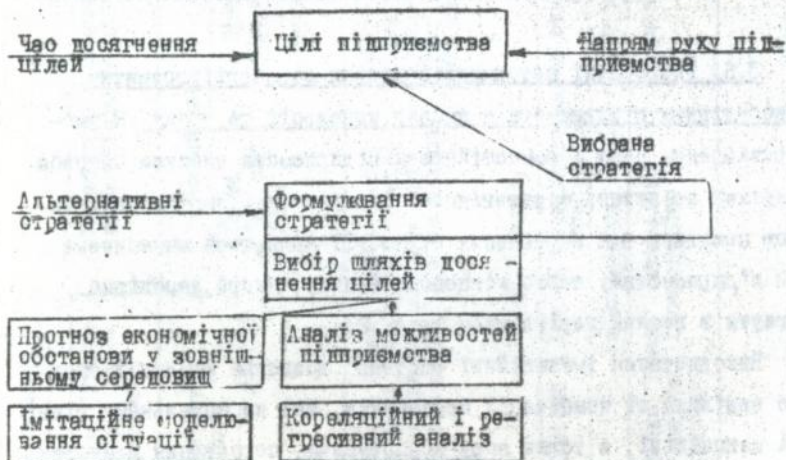 Час досягнення
цілей
Цілі підприємства
Напрям руху під-
приємства
Вибрана
стратегія
Альтернативні
стратегії
Формулювання
стратегії
Вибір шляхів дося-
нення цілей
Прогноз економічної
обстанови у зовніш-
ньому середовищ
Аналіз можливостей
підприємства
Імітаційне моделю-
вання ситуації
Кореляційний і ре-
гресивний аналіз